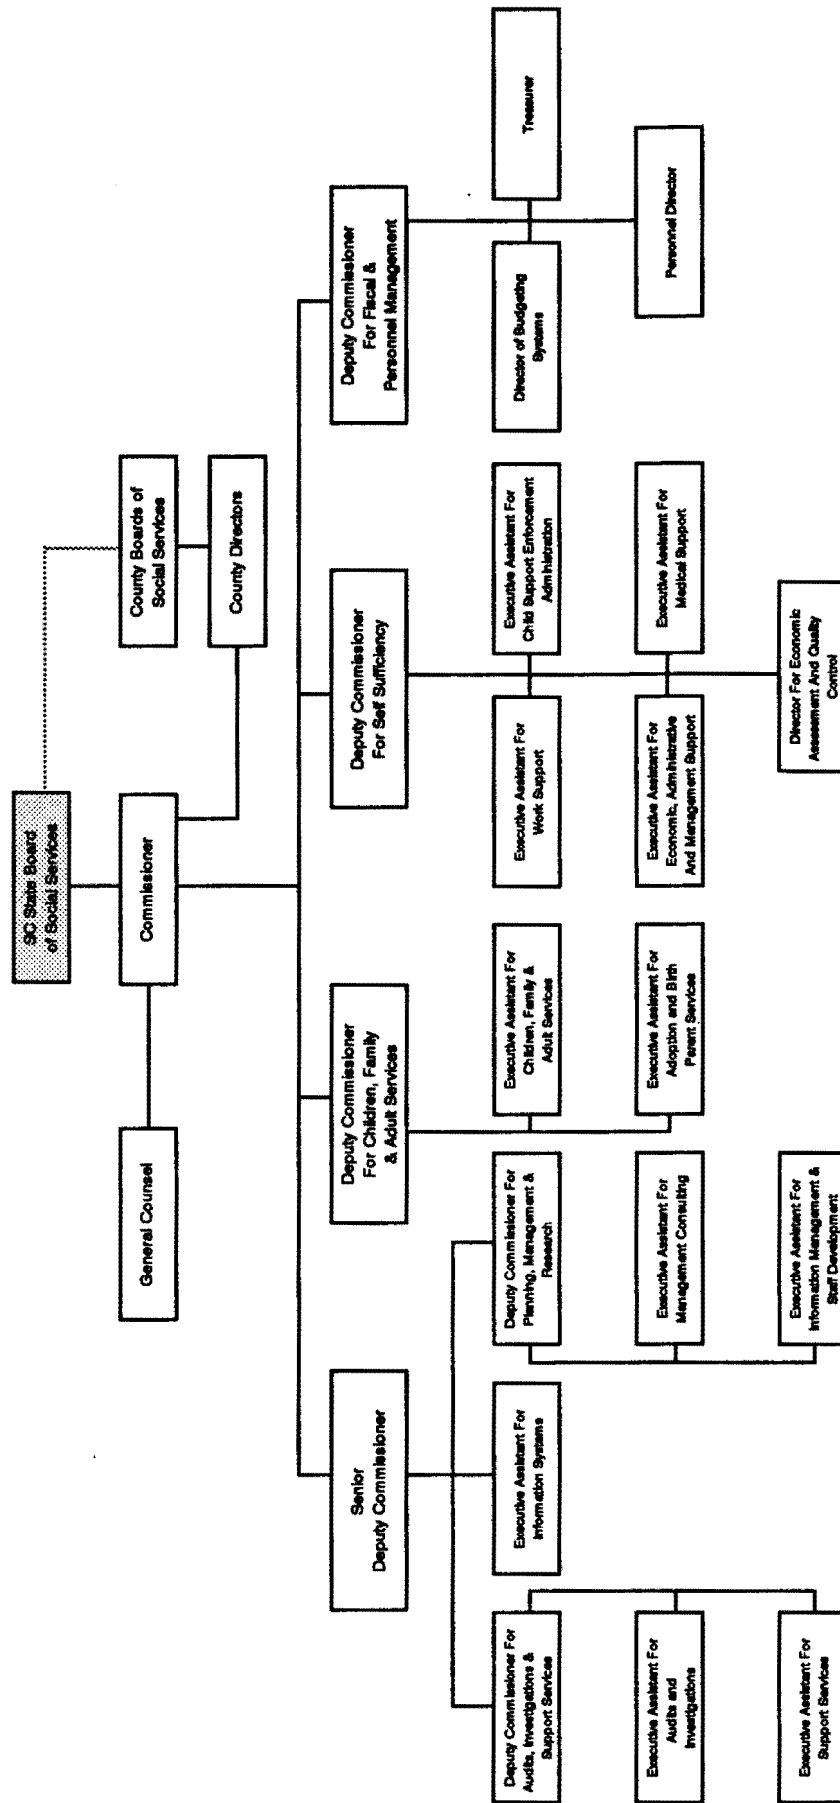 SC State Board
of Social Services
General Counsel
Commissioner
County Boards of
Social Services
County Directors
Senior
Deputy Commissioner
Deputy Commissioner
For Children, Family
& Adult Services
Deputy Commissioner
For Self Sufficiency
Deputy Commissioner
For Fiscal &
Personnel Management
Deputy Commissioner For
Audits, Investigations &
Support Services
Executive Assistant For
Information Systems
Deputy Commissioner For
Planning, Management &
Research
Executive Assistant For
Children, Family &
Adult Services
Executive Assistant For
Work Support
Executive Assistant For
Child Support Enforcement
Administration
Director of Budgeting
Systems
Treasurer
Executive Assistant For
Audits and
Investigations
Executive Assistant For
Management Consulting
Executive Assistant For
Adoption and Birth
Parent Services
Executive Assistant For
Economic, Administrative
And Management Support
Executive Assistant For
Medical Support
Personnel Director
Executive Assistant For
Support Services
Executive Assistant For
Information Management &
Staff Development
Director For Economic
Assessment And Quality
Control